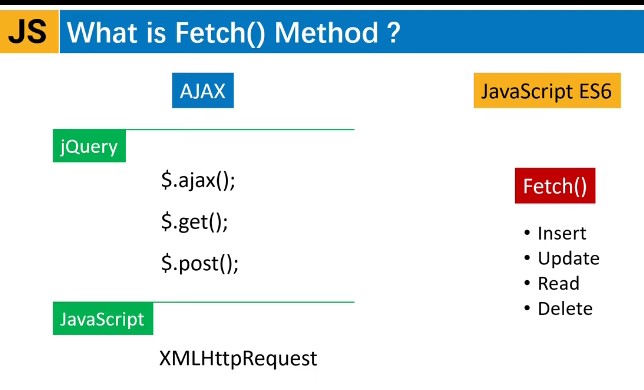 JS What is Fetch() Method ?
AJAX
jQuery
$.ajax();
$.get();
$.post();
JavaScript
XMLHttpRequest
JavaScript ES6
Fetch()
• Insert
• Update
• Read
• Delete